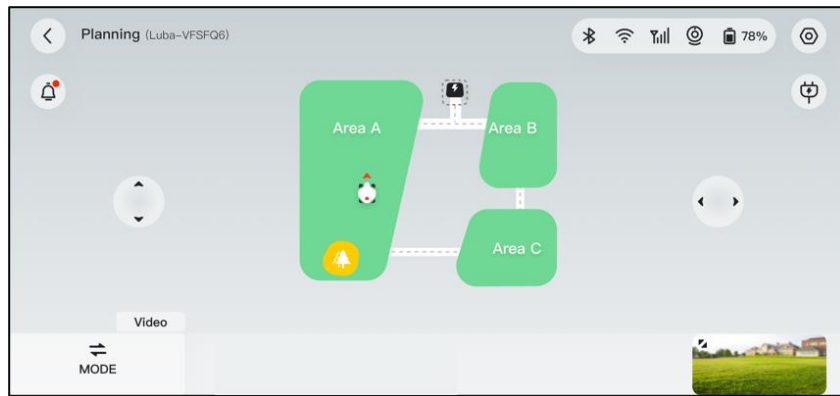 Planning (Luba-VFSFQ6)
78%
Area A
Area B
Area C
Video
MODE